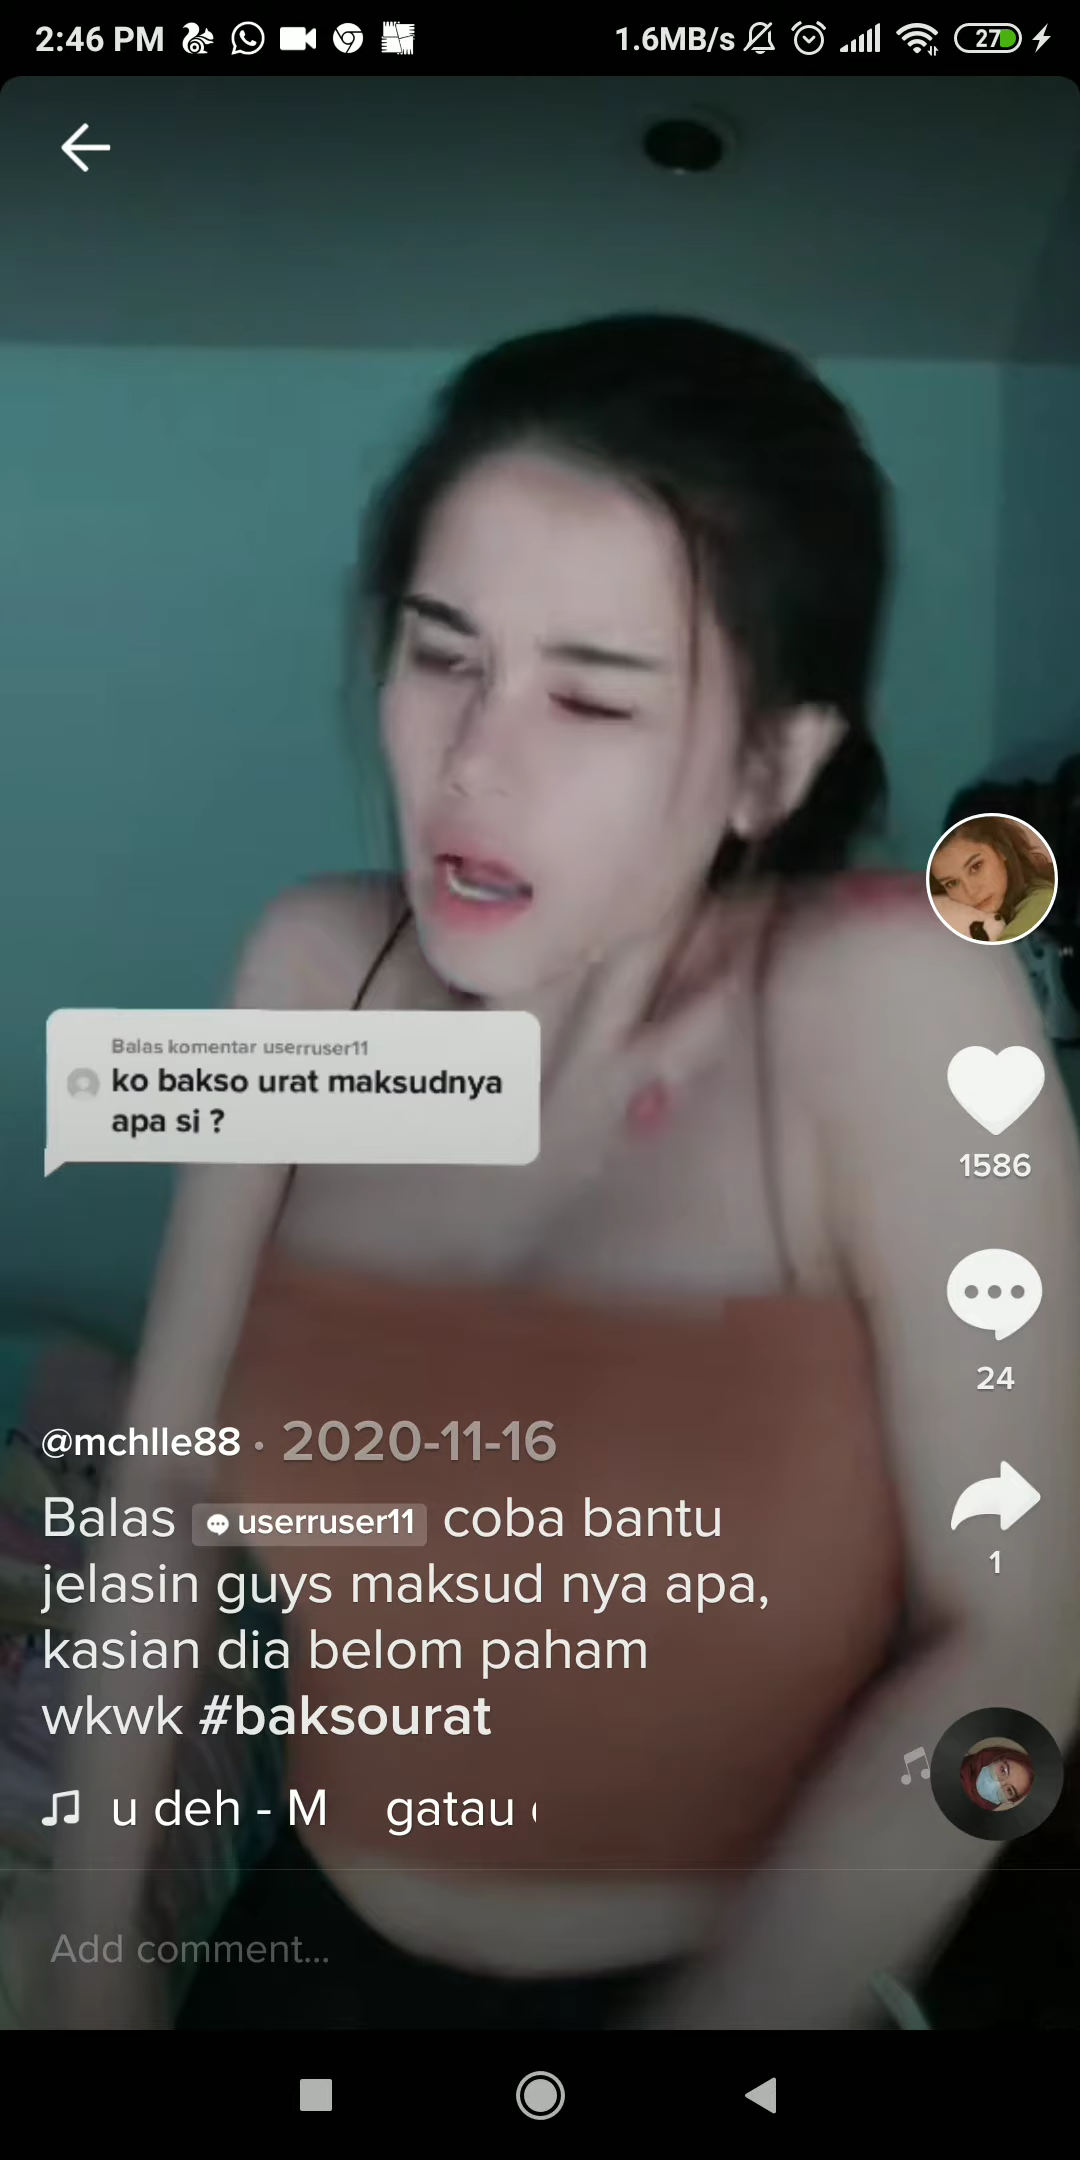 2:46 PM
1.6MB/s
27
Balas komentar userruser11
ko bakso urat maksudnya
apa si ?
1586
24
@mchlle88 · 2020-11-16
Balas userruser11 coba bantu
jelasin guys maksud nya apa,
kasian dia belom paham
wkwk #baksourat
1
u deh - M gatau
Add comment...